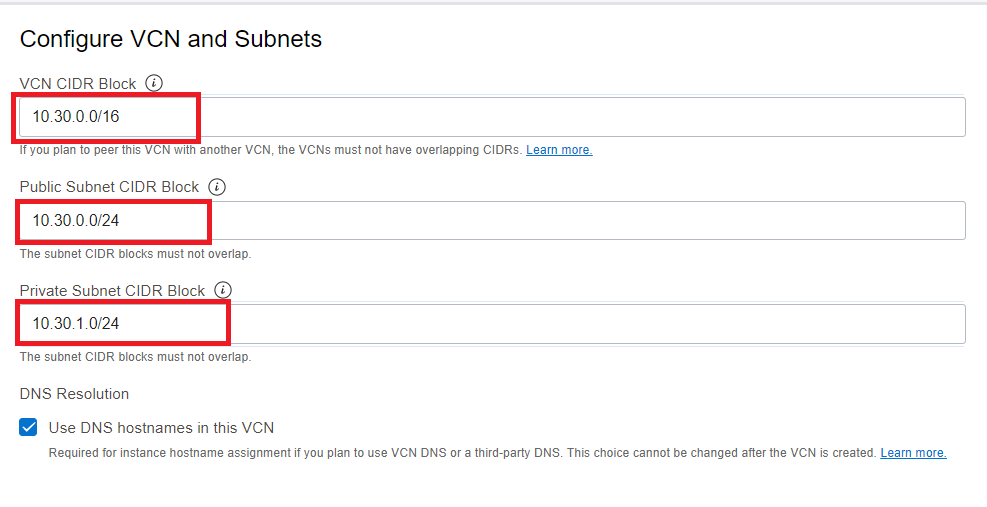 Configure VCN and Subnets
VCN CIDR Block
10.30.0.0/16
If you plan to peer this VCN with another VCN, the VCNs must not have overlapping CIDRs. Learn more.
Public Subnet CIDR Block
10.30.0.0/24
The subnet CIDR blocks must not overlap.
Private Subnet CIDR Block
10.30.1.0/24
The subnet CIDR blocks must not overlap.
DNS Resolution
Use DNS hostnames in this VCN
Required for instance hostname assignment if you plan to use VCN DNS or a third-party DNS. This choice cannot be changed after the VCN is created. Learn more.